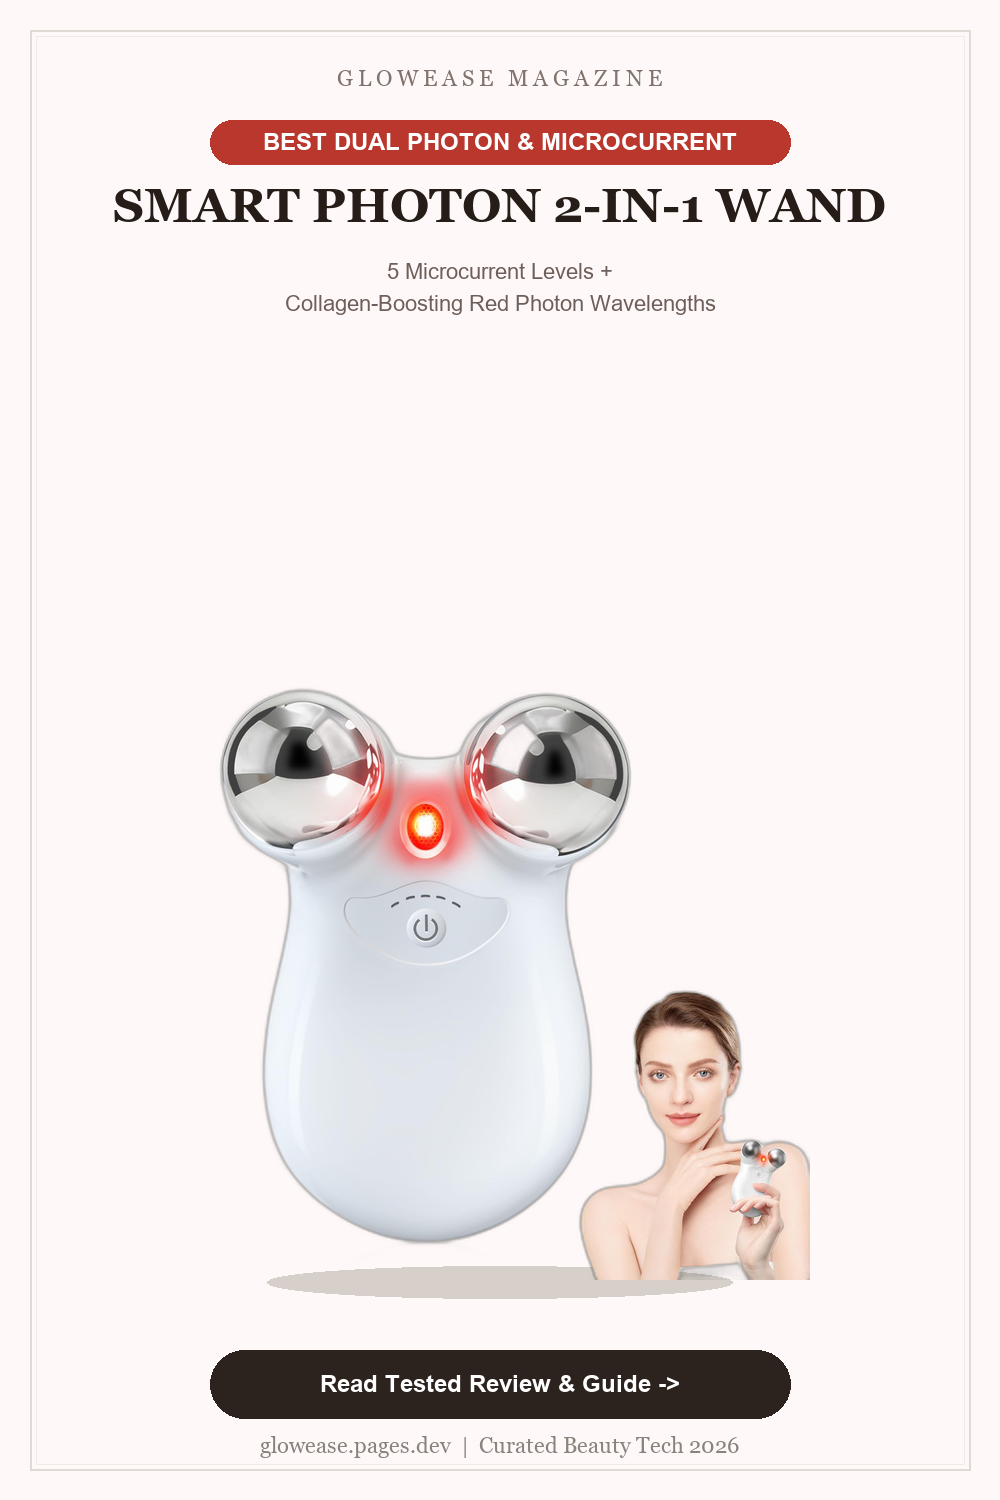 GLOWEASE MAGAZINE
BEST DUAL PHOTON & MICROCURRENT
SMART PHOTON 2-IN-1 WAND
5 Microcurrent Levels +
Collagen-Boosting Red Photon Wavelengths
Read Tested Review & Guide ->
glowease.pages.dev | Curated Beauty Tech 2026